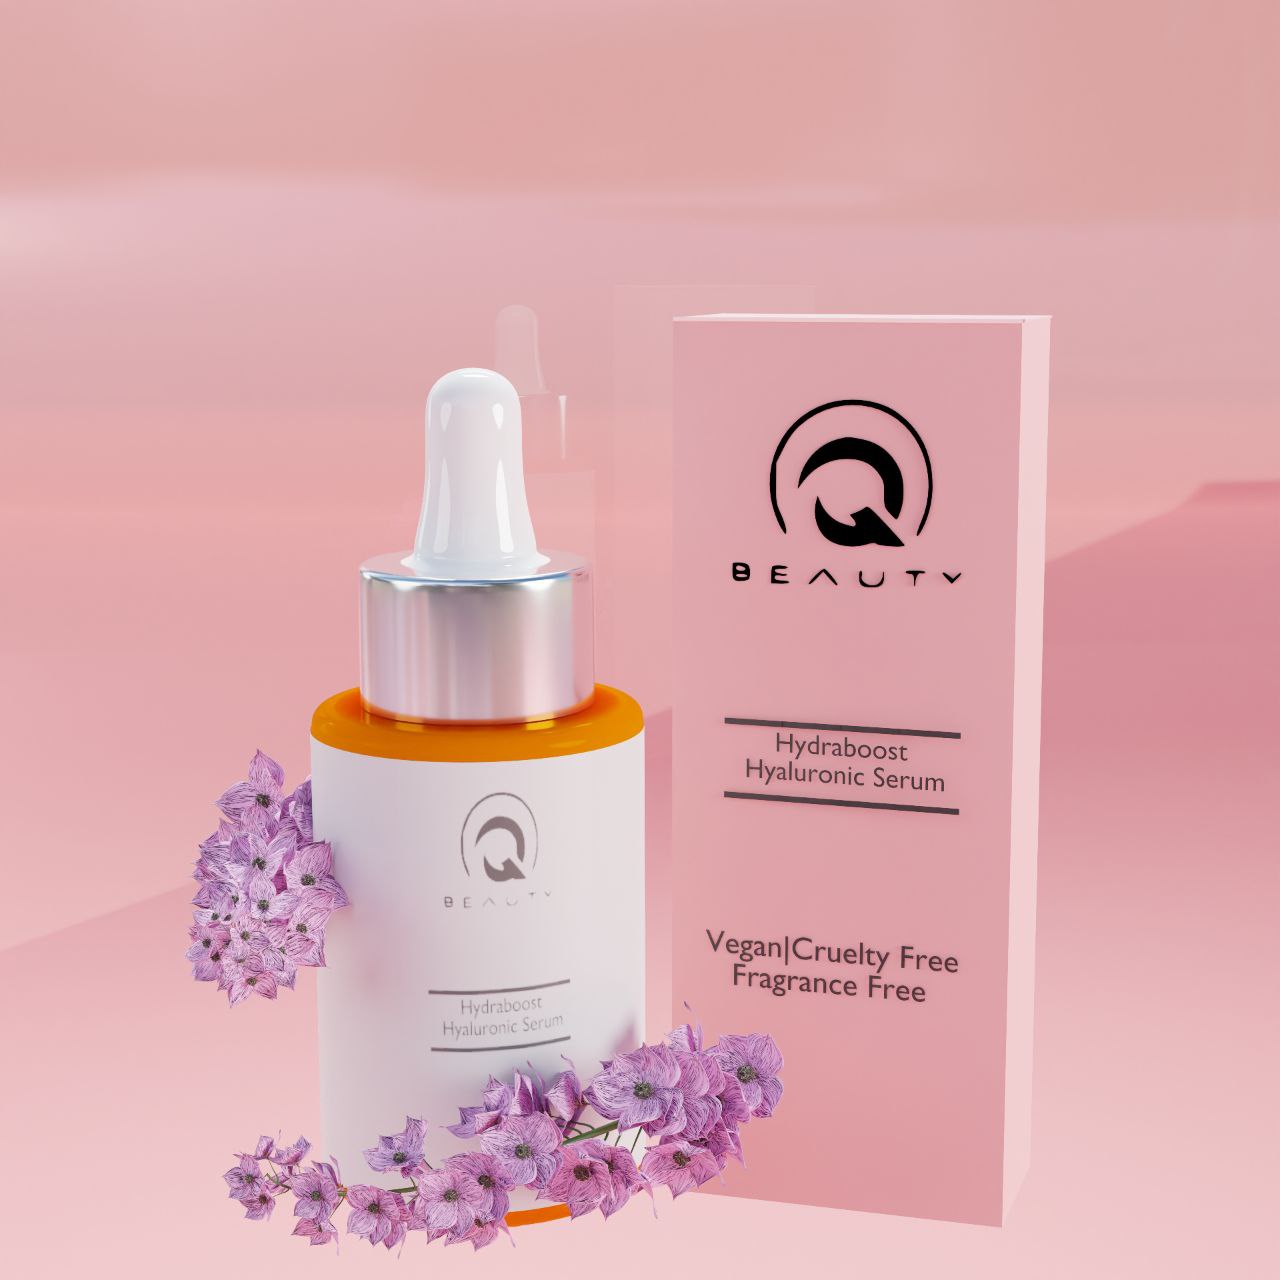 Q
BEAUTY
Hydraboost
Hyaluronic Serum
Vegan|Cruelty Free
Fragrance Free
Q
BEAUTY
Hydraboost
Hyaluronic Serum